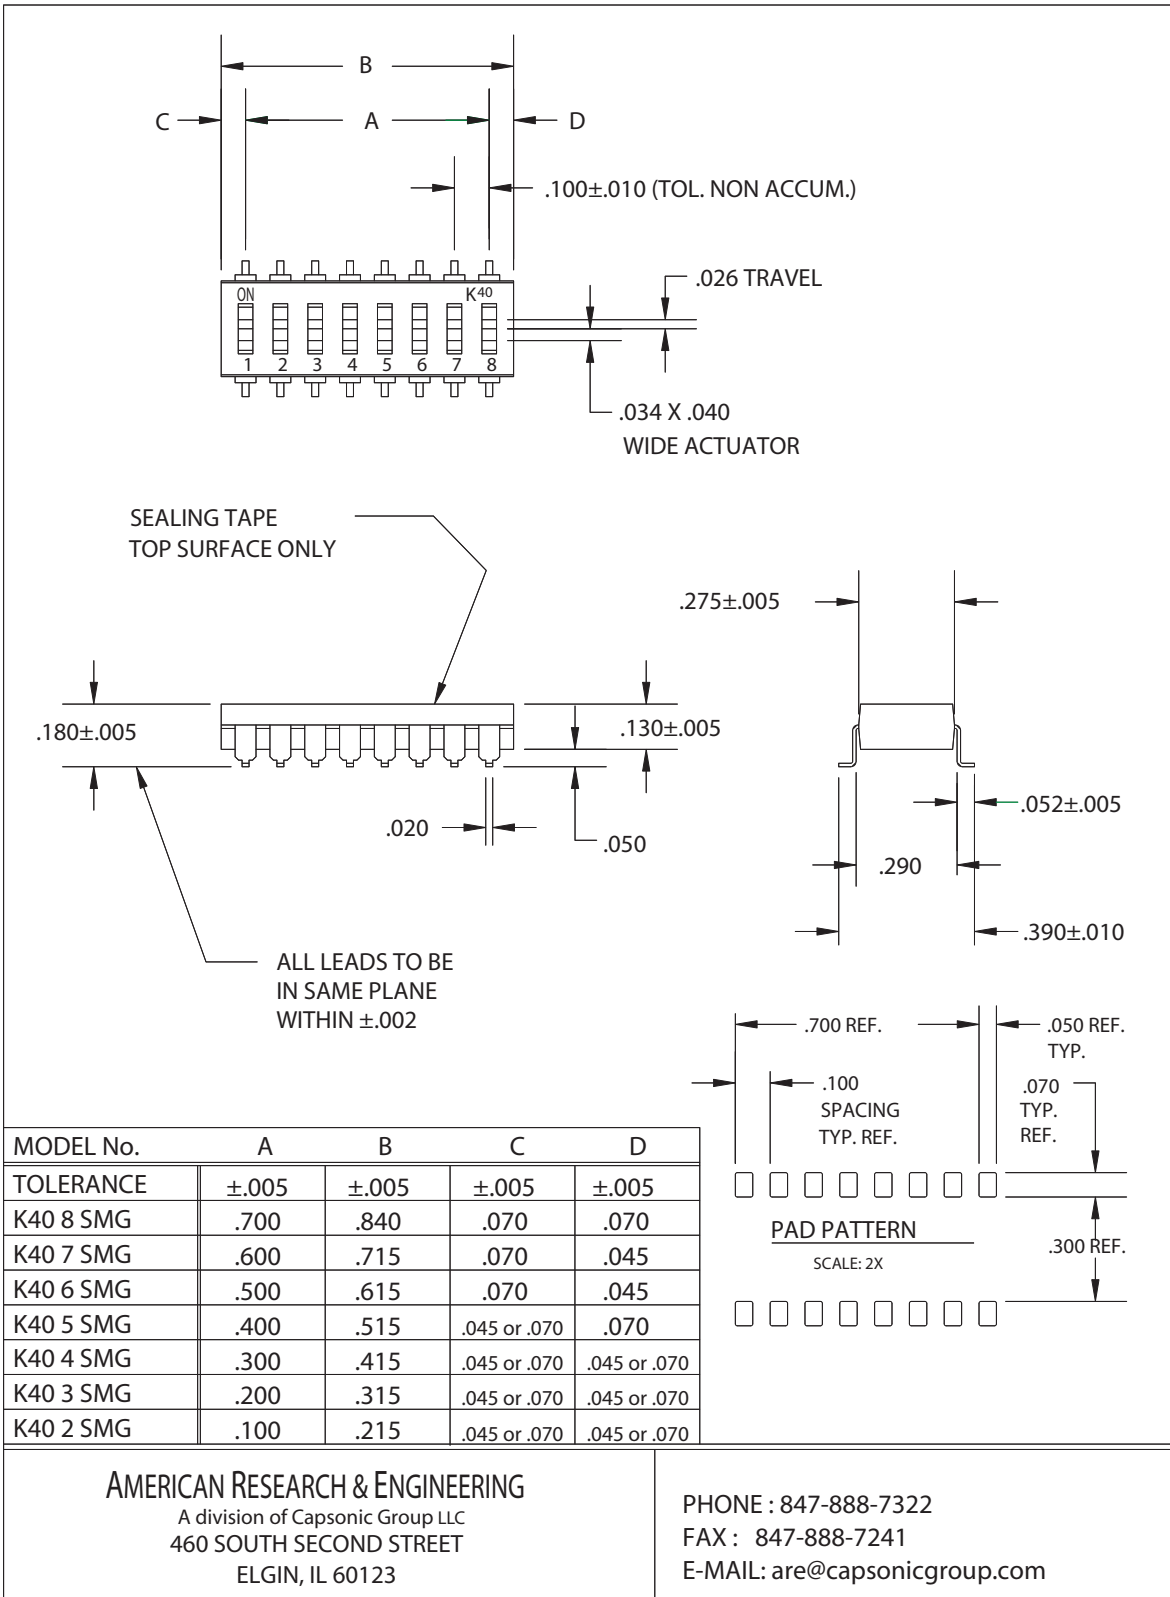 B
C
A
D
.100±.010 (TOL. NON ACCUM.)
.026 TRAVEL
ON
K40
1 2 3 4 5 6 7 8
.034 X .040
WIDE ACTUATOR
SEALING TAPE
TOP SURFACE ONLY
.275±.005
.180±.005
.130±.005
.020
.050
.052±.005
.290
.390±.010
ALL LEADS TO BE
IN SAME PLANE
WITHIN ±.002
.700 REF.
.050 REF.
TYP.
.100
SPACING
TYP. REF.
.070
TYP.
REF.
PAD PATTERN
SCALE: 2X
.300 REF.
MODEL No. A B C D
TOLERANCE ±.005 ±.005 ±.005 ±.005
K40 8 SMG .700 .840 .070 .070
K40 7 SMG .600 .715 .070 .045
K40 6 SMG .500 .615 .070 .045
K40 5 SMG .400 .515 .045 or .070 .070
K40 4 SMG .300 .415 .045 or .070 .045 or .070
K40 3 SMG .200 .315 .045 or .070 .045 or .070
K40 2 SMG .100 .215 .045 or .070 .045 or .070
AMERICAN RESEARCH & ENGINEERING
A division of Capsonic Group LLC
460 SOUTH SECOND STREET
ELGIN, IL 60123
PHONE : 847-888-7322
FAX : 847-888-7241
E-MAIL: are@capsonicgroup.com